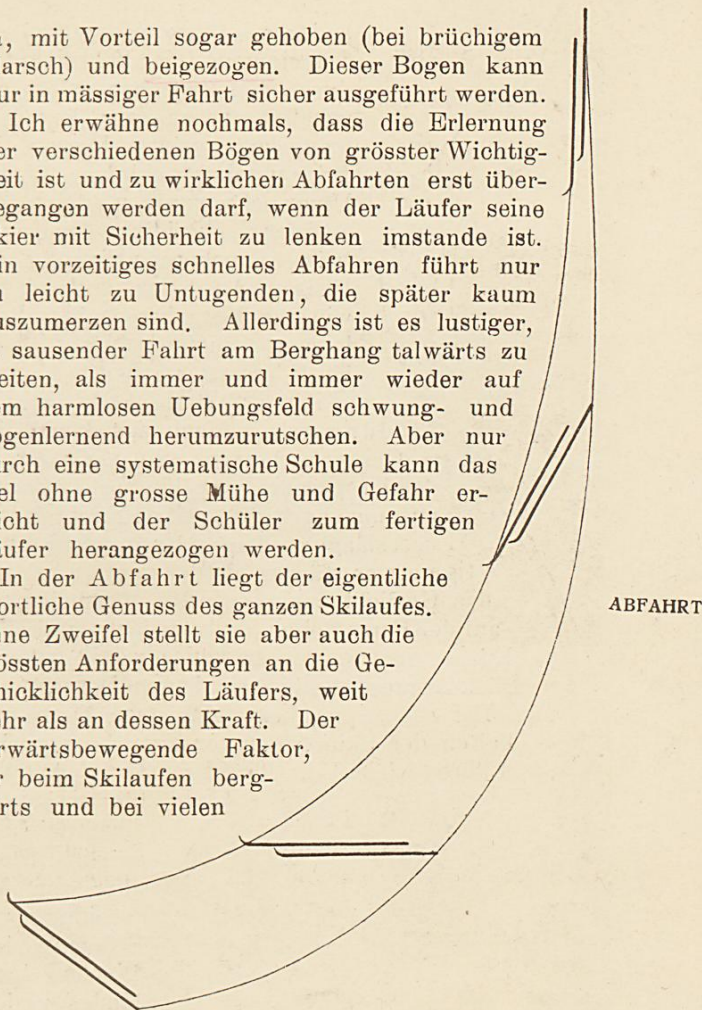 , mit Vorteil sogar gehoben (bei brüchigem
arsch) und beigezogen. Dieser Bogen kann
ur in mässiger Fahrt sicher ausgeführt werden.
Ich erwähne nochmals, dass die Erlernung
er verschiedenen Bögen von grösster Wichtig-
eit ist und zu wirklichen Abfahrten erst über-
egangen werden darf, wenn der Läufer seine
kier mit Sicherheit zu lenken imstande ist.
in vorzeitiges schnelles Abfahren führt nur
u leicht zu Untugenden, die später kaum
uszumerzen sind. Allerdings ist es lustiger,
sausender Fahrt am Berghang talwärts zu
eiten, als immer und immer wieder auf
em harmlosen Uebungsfeld schwung- und
ogenlernend herumzurutschen. Aber nur
urch eine systematische Schule kann das
el ohne grosse Mühe und Gefahr er-
icht und der Schüler zum fertigen
äufer herangezogen werden.
In der Abfahrt liegt der eigentliche
ortliche Genuss des ganzen Skilaufes.
ne Zweifel stellt sie aber auch die
össten Anforderungen an die Ge-
hicklichkeit des Läufers, weit
hr als an dessen Kraft. Der
rwärtsbewegende Faktor,
r beim Skilaufen berg-
rts und bei vielen
ABFAHRT